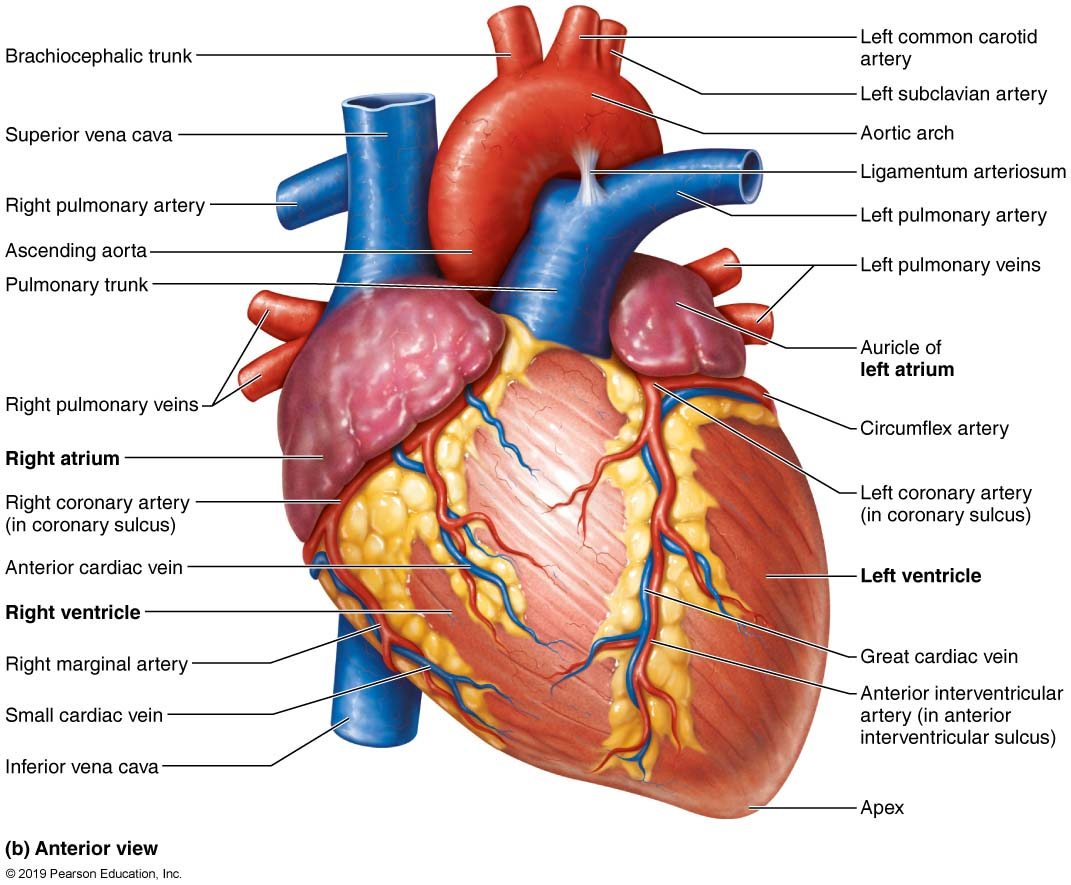 Brachiocephalic trunk
Superior vena cava
Right pulmonary artery
Ascending aorta
Pulmonary trunk
Right pulmonary veins
Right atrium
Right coronary artery
(in coronary sulcus)
Anterior cardiac vein
Right ventricle
Right marginal artery
Small cardiac vein
Inferior vena cava
Left common carotid
artery
Left subclavian artery
Aortic arch
Ligamentum arteriosum
Left pulmonary artery
Left pulmonary veins
Auricle of
left atrium
Circumflex artery
Left coronary artery
(in coronary sulcus)
Left ventricle
Great cardiac vein
Anterior interventricular
artery (in anterior
interventricular sulcus)
Apex
(b) Anterior view
© 2019 Pearson Education, Inc.